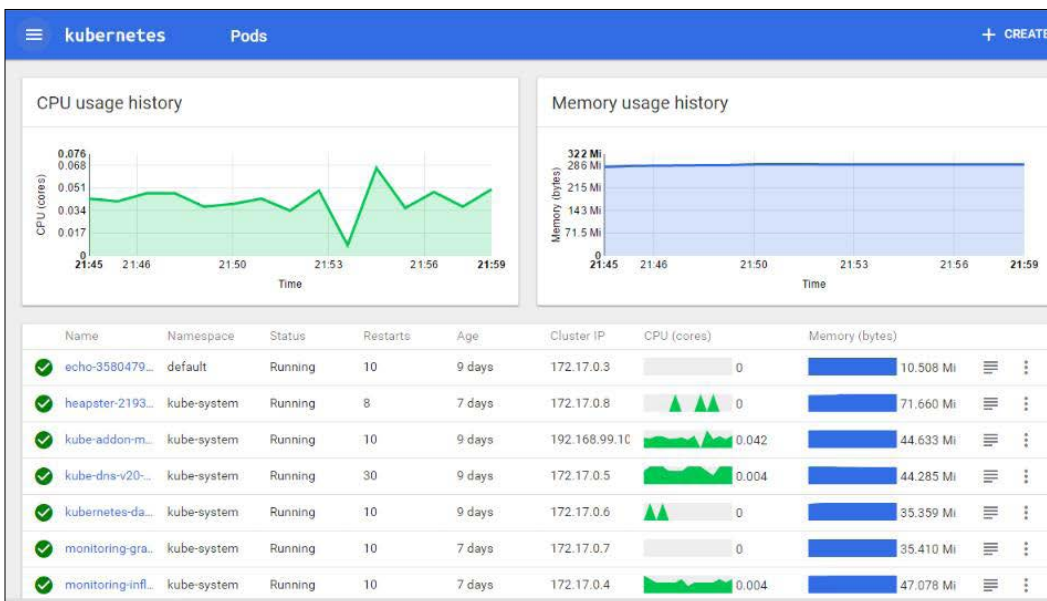 kubernetes Pods + CREATE
CPU usage history
0.076
0.068
0.051
0.034
0.017
0
CPU (cores)
21:45 21:46 21:50 21:53 21:56 21:59
Time
Memory usage history
322 Mi
286 Mi
215 Mi
143 Mi
71.5 Mi
0
Memory (bytes)
21:45 21:46 21:50 21:53 21:56 21:59
Time
Name Namespace Status Restarts Age Cluster IP CPU (cores) Memory (bytes)
echo-3580479... default Running 10 9 days 172.17.0.3 0 10.508 Mi
heapster-2193... kube-system Running 8 7 days 172.17.0.8 0 71.660 Mi
kube-addon-m... kube-system Running 10 9 days 192.168.99.10 0.042 44.633 Mi
kube-dns-v20-... kube-system Running 30 9 days 172.17.0.5 0.004 44.285 Mi
kubernetes-da... kube-system Running 10 9 days 172.17.0.6 0 35.359 Mi
monitoring-gra... kube-system Running 10 7 days 172.17.0.7 0 35.410 Mi
monitoring-infl... kube-system Running 10 7 days 172.17.0.4 0.004 47.078 Mi